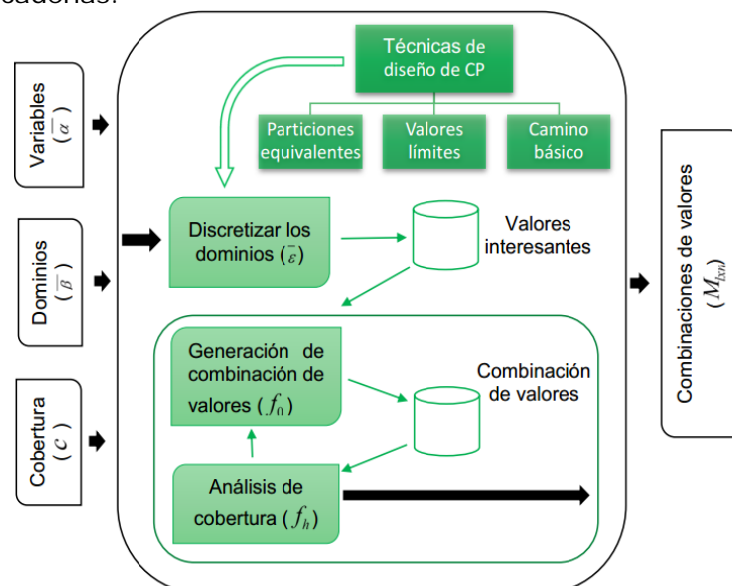 Técnicas de
diseño de CP
Particiones
equivalentes
Valores
límites
Camino
básico
Variables
(α̅)
Dominios
(β̅)
Cobertura
(c)
Discretizar los
dominios (ε̅)
Valores
interesantes
Generación de
combinación de
valores (f₀)
Combinación
de valores
Análisis de
cobertura (fₕ)
Combinaciones de valores
(M)